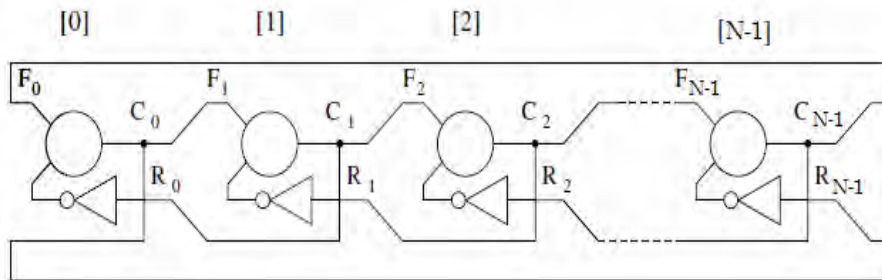 [0] [1] [2] [N-1]
F0 F1 F2 FN-1
C0 C1 C2 CN-1
R0 R1 R2 RN-1